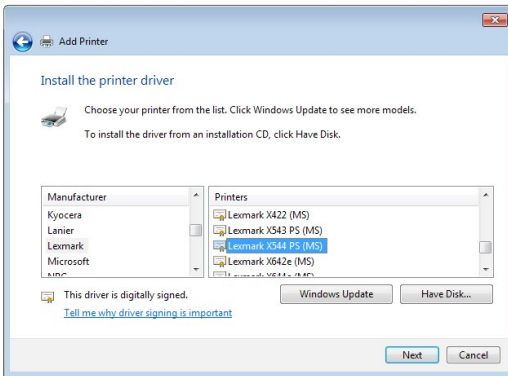 Add Printer
Install the printer driver
Choose your printer from the list. Click Windows Update to see more models.
To install the driver from an installation CD, click Have Disk.
Manufacturer
Kyocera
Lanier
Lexmark
Microsoft
Printers
Lexmark X422 (MS)
Lexmark X543 PS (MS)
Lexmark X544 PS (MS)
Lexmark X642e (MS)
This driver is digitally signed.
Tell me why driver signing is important
Windows Update
Have Disk...
Next
Cancel